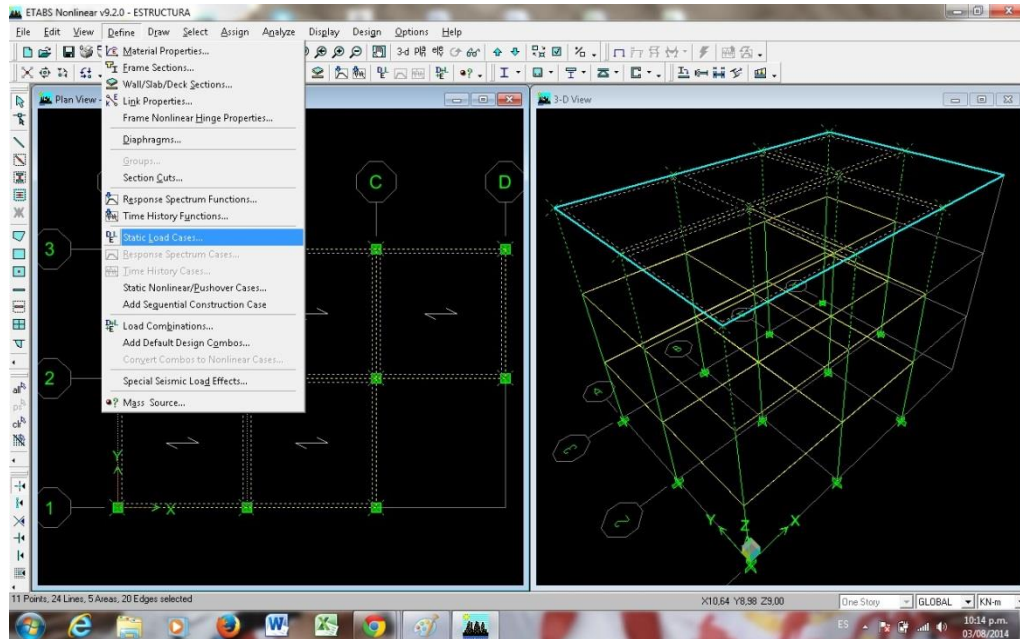 ETABS Nonlinear v9.2.0 - ESTRUCTURA
File Edit View Define Draw Select Assign Analyze Display Design Options Help
3-d
Material Properties...
Frame Sections...
Wall/Slab/Deck Sections...
Link Properties...
Frame Nonlinear Hinge Properties...
Diaphragms...
Groups...
Section Cuts...
Response Spectrum Functions...
Time History Functions...
Static Load Cases...
Response Spectrum Cases...
Time History Cases...
Static Nonlinear/Pushover Cases...
Add Sequential Construction Case
Load Combinations...
Add Default Design Combos...
Convert Combos to Nonlinear Cases...
Special Seismic Load Effects...
Mass Source...
Plan View -
C
D
3
2
1
Y
X
3-D View
B
A
3
2
Y
Z
X
11 Points, 24 Lines, 5 Areas, 20 Edges selected
X10,64 Y8,98 Z9,00
One Story
GLOBAL
KN-m
ES
10:14 p.m.
03/08/2014